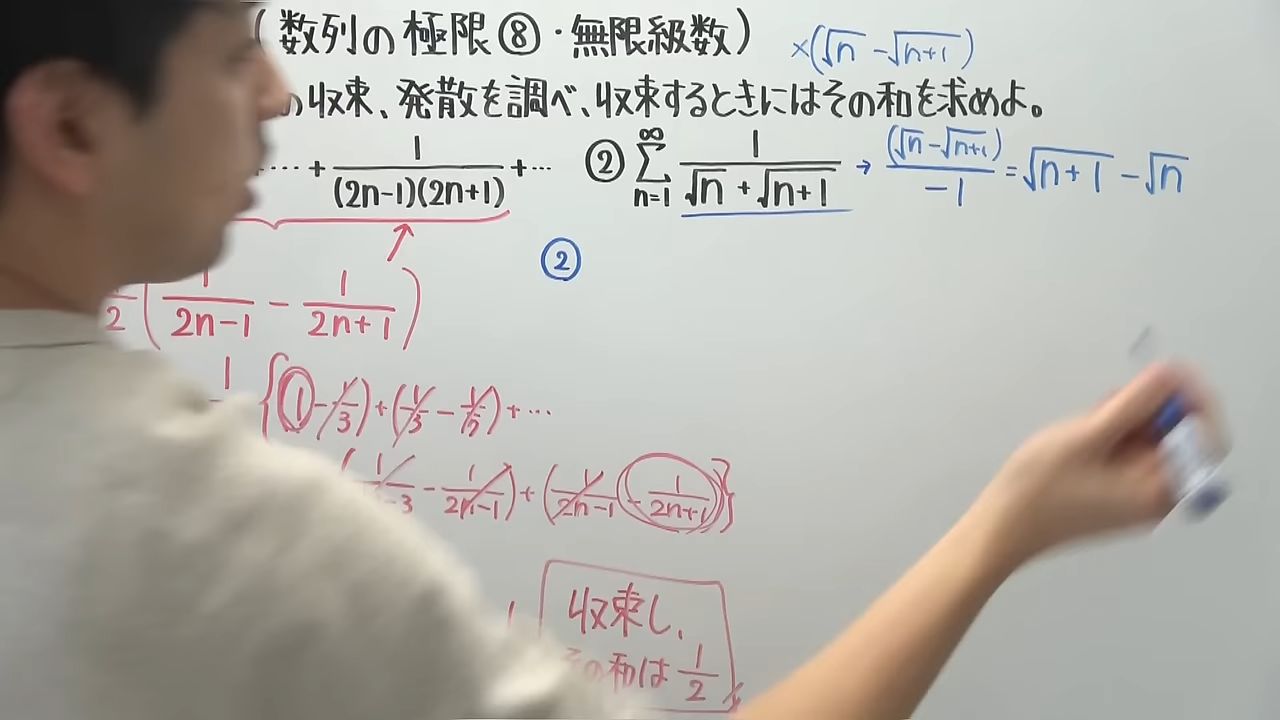 (数列の極限⑧・無限級数)
×(√n - √n+1)
の収束、発散を調べ、収束するときにはその和を求めよ。
…… + 1/((2n-1)(2n+1)) + …
② ∑_{n=1}^{∞} 1/(√n + √n+1) → (√n - √n+1)/-1 = √n+1 - √n
②
1/2 (1/(2n-1) - 1/(2n+1))
{(1 - 1/3) + (1/3 - 1/5) + …
- 1/(2n-1)) + (1/(2n-1) - 1/(2n+1))}
収束し、
その和は 1/2